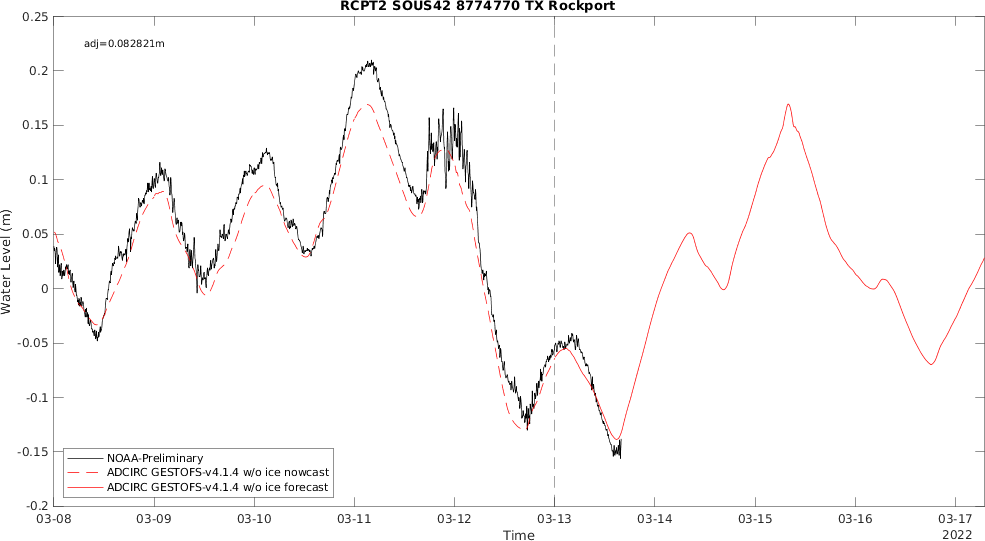 RCPT2 SOUS42 8774770 TX Rockport
adj=0.082821m
Water Level (m)
0.25
0.2
0.15
0.1
0.05
0
-0.05
-0.1
-0.15
-0.2
NOAA-Preliminary
ADCIRC GESTOFS-v4.1.4 w/o ice nowcast
ADCIRC GESTOFS-v4.1.4 w/o ice forecast
03-08 03-09 03-10 03-11 03-12 03-13 03-14 03-15 03-16 03-17
Time
2022